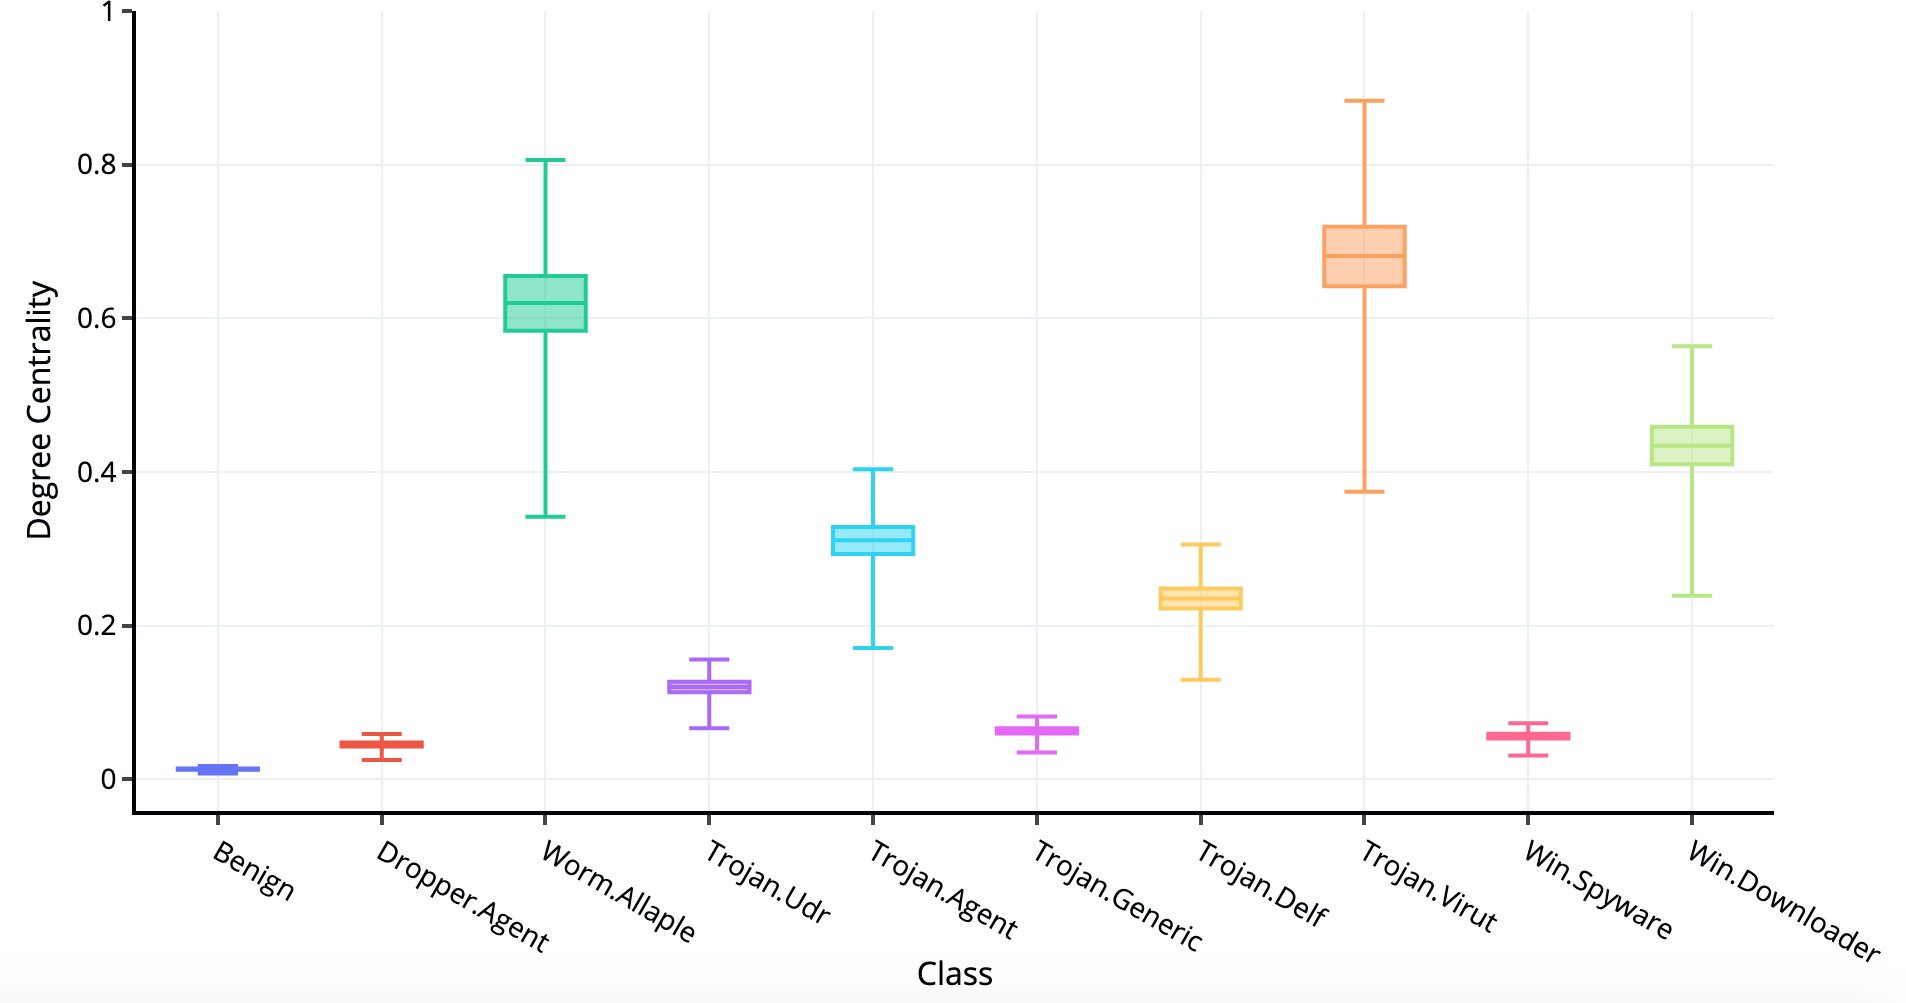 1
0.8
0.6
0.4
0.2
0
Degree Centrality
Benign
Dropper.Agent
Worm.Allaple
Trojan.Udr
Trojan.Agent
Trojan.Generic
Trojan.Delf
Trojan.Virut
Win.Spyware
Win.Downloader
Class